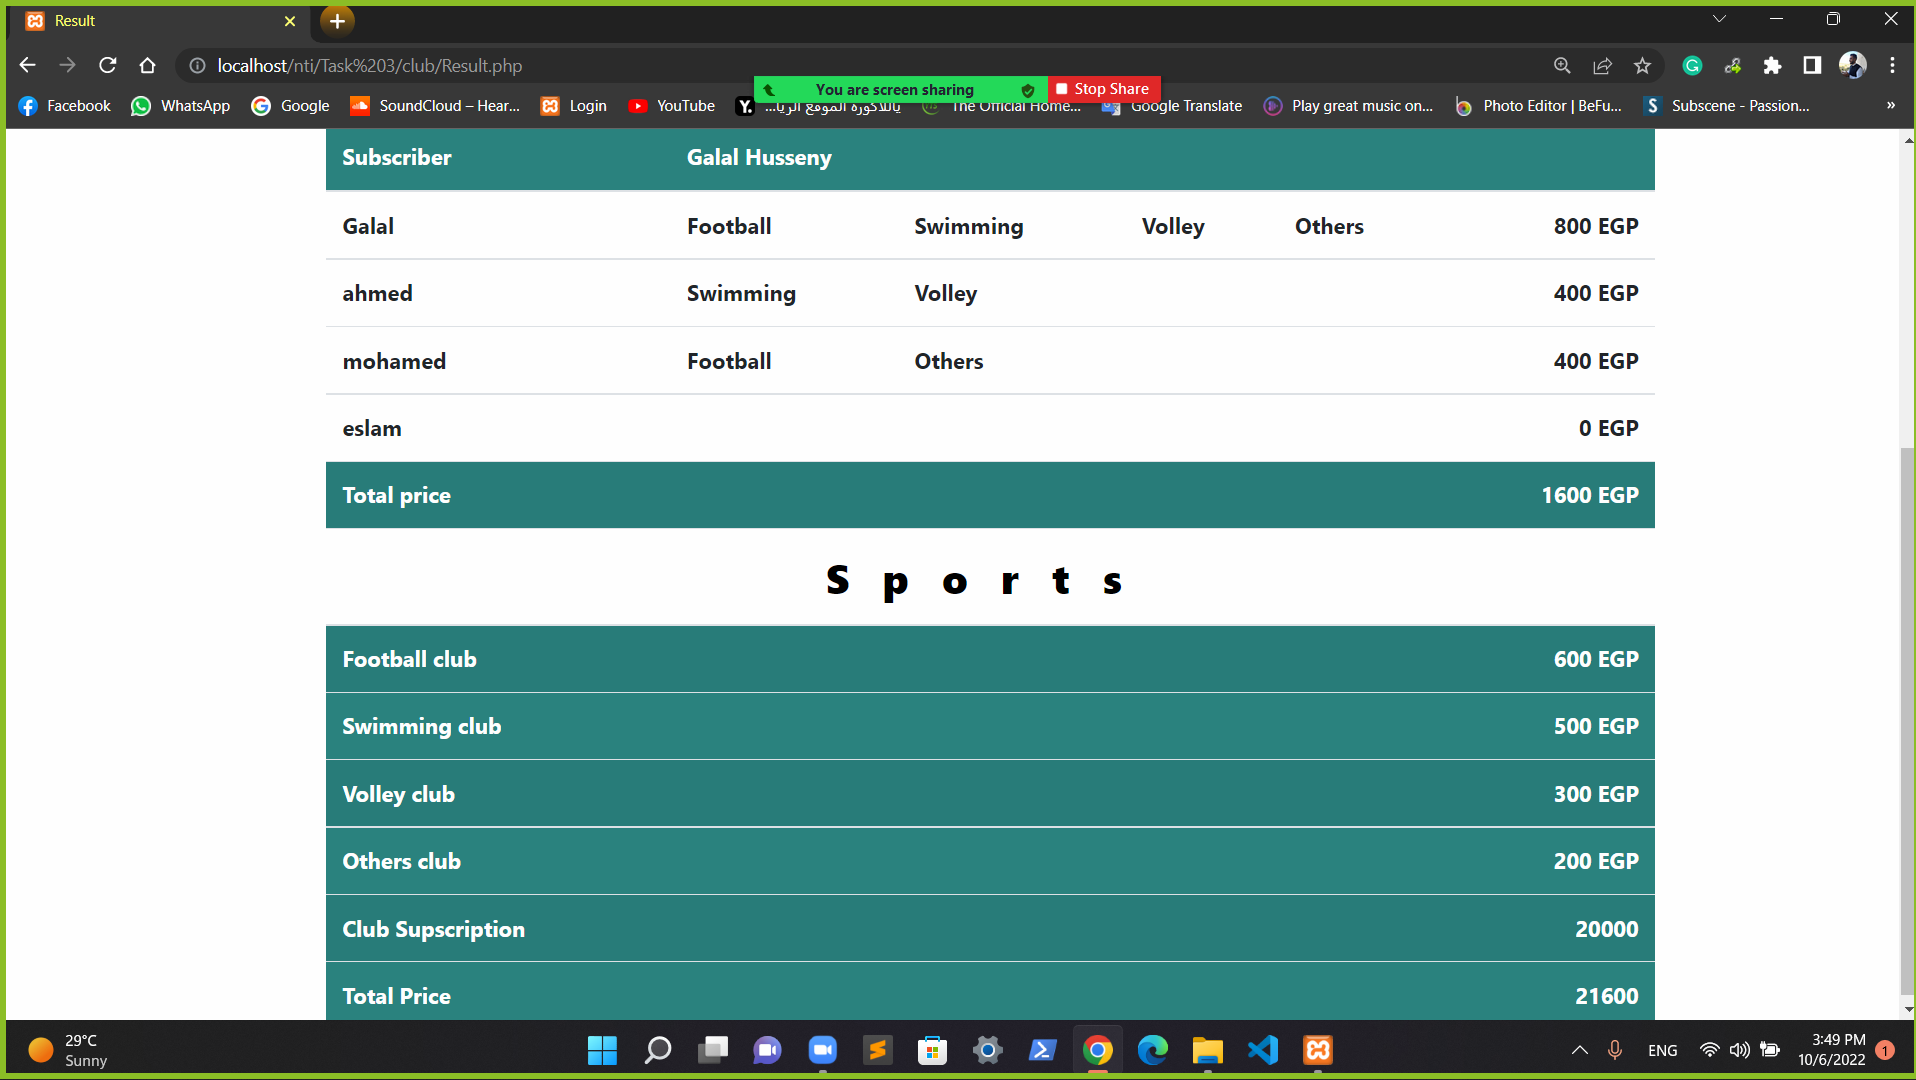 Result
localhost/nti/Task%203/club/Result.php
You are screen sharing
Stop Share
Facebook
WhatsApp
Google
SoundCloud – Hear...
Login
YouTube
يالاكورة الموقع الريا...
The Official Home...
Google Translate
Play great music on...
Photo Editor | BeFu...
Subscene - Passion...
Subscriber Galal Husseny
Galal Football Swimming Volley Others 800 EGP
ahmed Swimming Volley 400 EGP
mohamed Football Others 400 EGP
eslam 0 EGP
Total price 1600 EGP
Sports
Football club 600 EGP
Swimming club 500 EGP
Volley club 300 EGP
Others club 200 EGP
Club Supscription 20000
Total Price 21600
29°C
Sunny
ENG
3:49 PM
10/6/2022
1